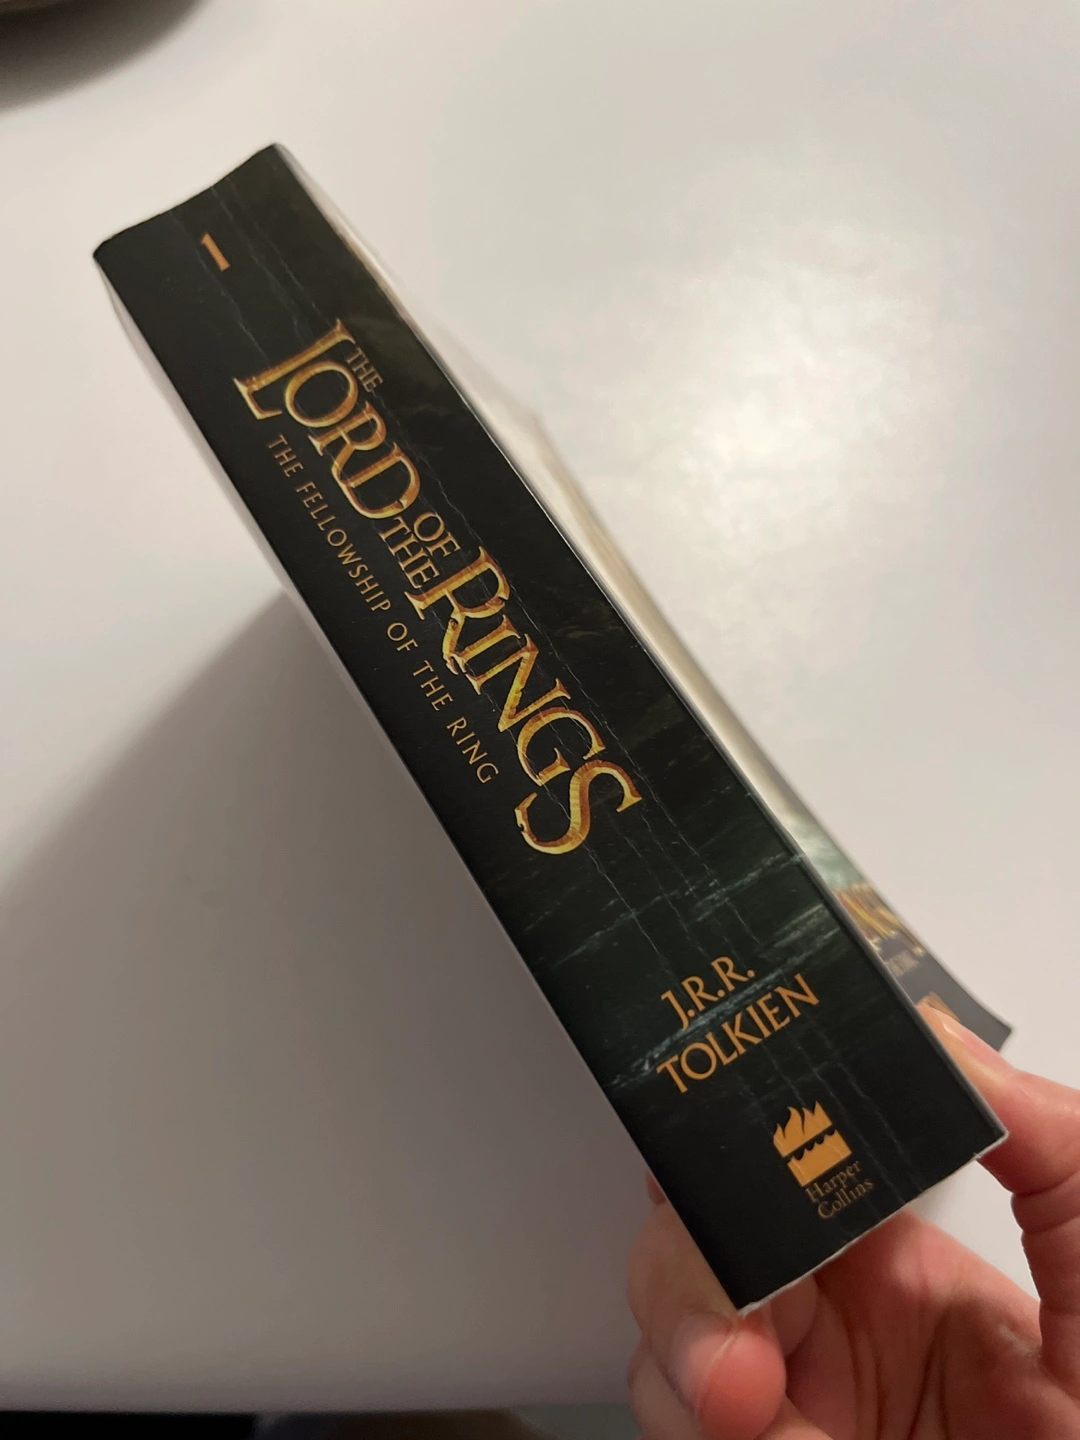 1
THE
LORD
OF
THE
RINGS
THE FELLOWSHIP OF THE RING
J.R.R.
TOLKIEN
Harper
Collins